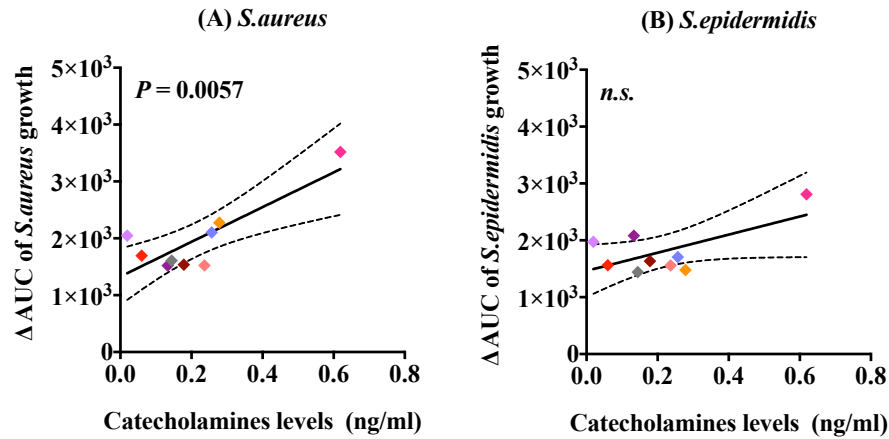 (A) S.aureus
Δ AUC of S.aureus growth
5×10³
4×10³
3×10³
2×10³
1×10³
0
P = 0.0057
0.0 0.2 0.4 0.6 0.8
Catecholamines levels (ng/ml)
(B) S.epidermidis
Δ AUC of S.epidermidis growth
5×10³
4×10³
3×10³
2×10³
1×10³
0
n.s.
0.0 0.2 0.4 0.6 0.8
Catecholamines levels (ng/ml)